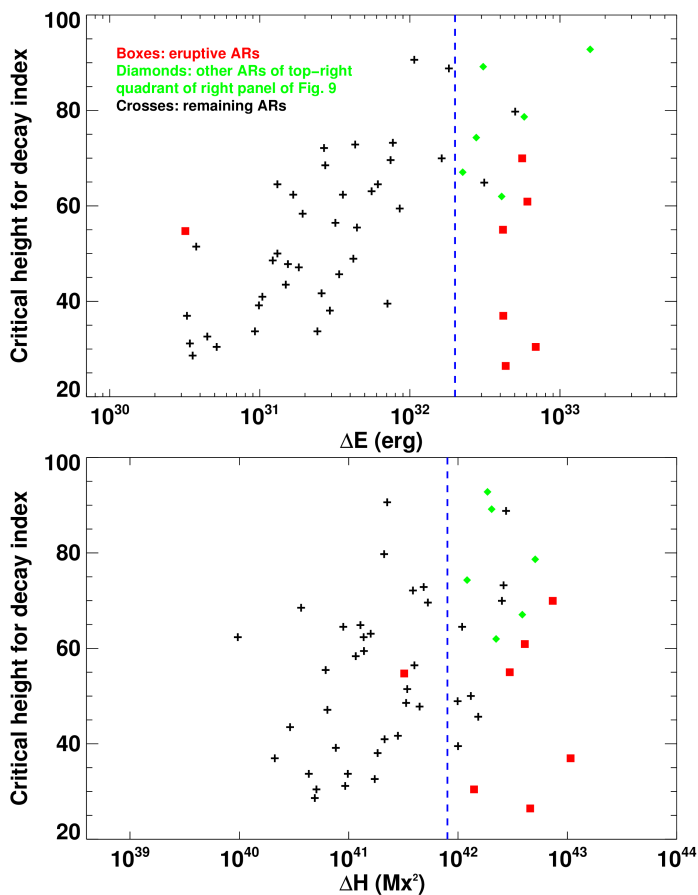 100
80
60
40
20
Critical height for decay index
Boxes: eruptive ARs
Diamonds: other ARs of top-right
quadrant of right panel of Fig. 9
Crosses: remaining ARs
10^30
10^31
10^32
10^33
ΔE (erg)
100
80
60
40
20
Critical height for decay index
10^39
10^40
10^41
10^42
10^43
10^44
ΔH (Mx²)